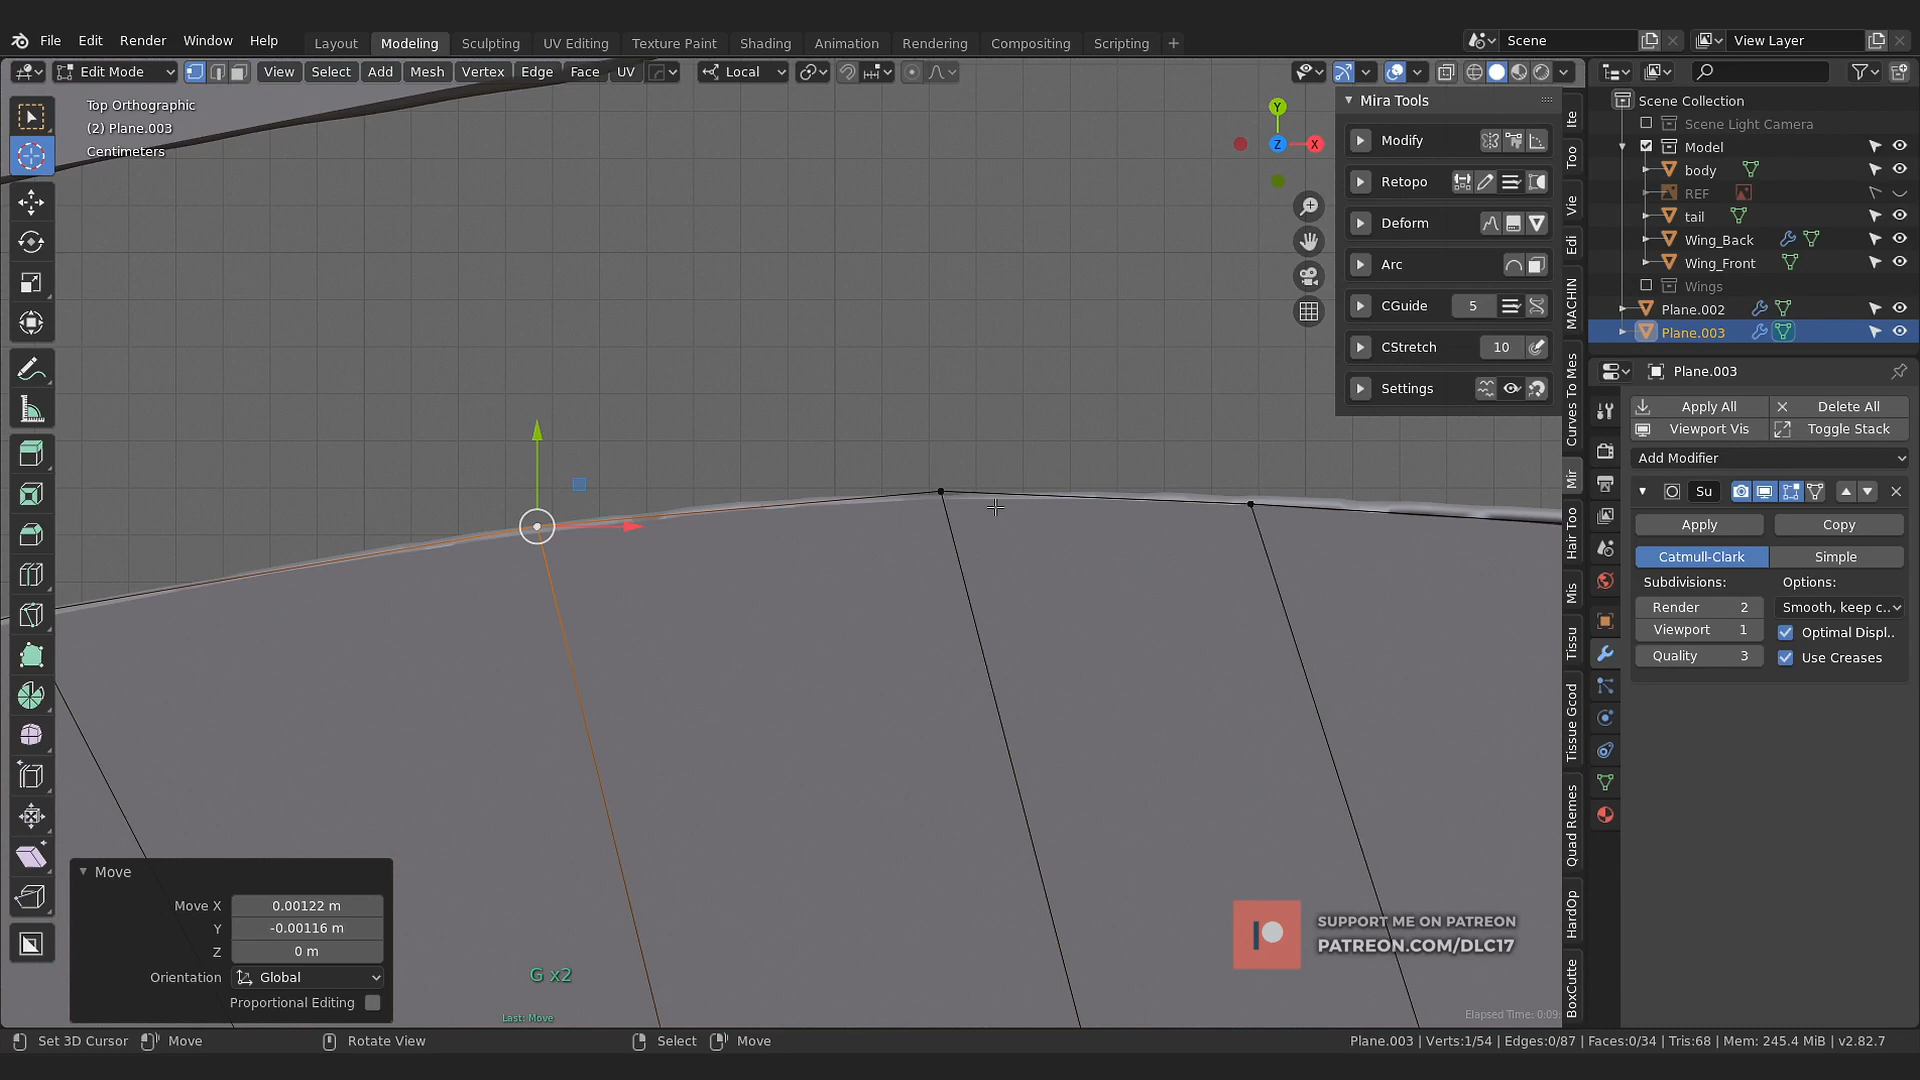 File Edit Render Window Help Layout Modeling Sculpting UV Editing Texture Paint Shading Animation Rendering Compositing Scripting + Scene View Layer
Edit Mode View Select Add Mesh Vertex Edge Face UV Local
Top Orthographic
(2) Plane.003
Centimeters
Y
X
Z
Mira Tools
Modify
Retopo
Deform
Arc
CGuide 5
CStretch 10
Settings
Ite
Too
Vie
Edi
MACHIN
Curves To Mes
Mir
Hair Too
Mis
Tissu
Tissue Gcod
Quad Remes
HardOp
BoxCutte
Scene Collection
Scene Light Camera
Model
body
REF
tail
Wing_Back
Wing_Front
Wings
Plane.002
Plane.003
Plane.003
Apply All Delete All
Viewport Vis Toggle Stack
Add Modifier
Su
Apply Copy
Catmull-Clark Simple
Subdivisions: Options:
Render 2 Smooth, keep c..
Viewport 1 Optimal Displ..
Quality 3 Use Creases
Move
Move X 0.00122 m
Y -0.00116 m
Z 0 m
Orientation Global
Proportional Editing
G x2
Last: Move
SUPPORT ME ON PATREON
PATREON.COM/DLC17
Elapsed Time: 0:09:
Set 3D Cursor Move Rotate View Select Move Plane.003 | Verts:1/54 | Edges:0/87 | Faces:0/34 | Tris:68 | Mem: 245.4 MiB | v2.82.7